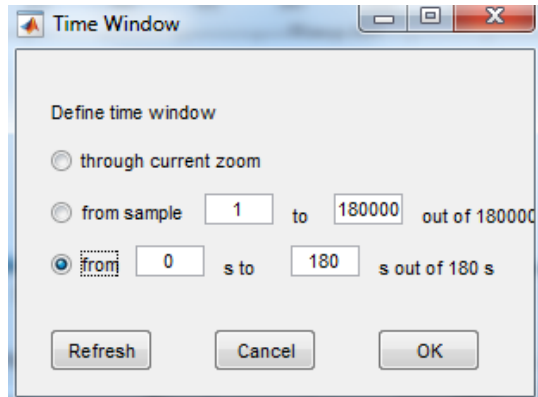 Time Window
Define time window
through current zoom
from sample 1 to 180000 out of 180000
from 0 s to 180 s out of 180 s
Refresh Cancel OK